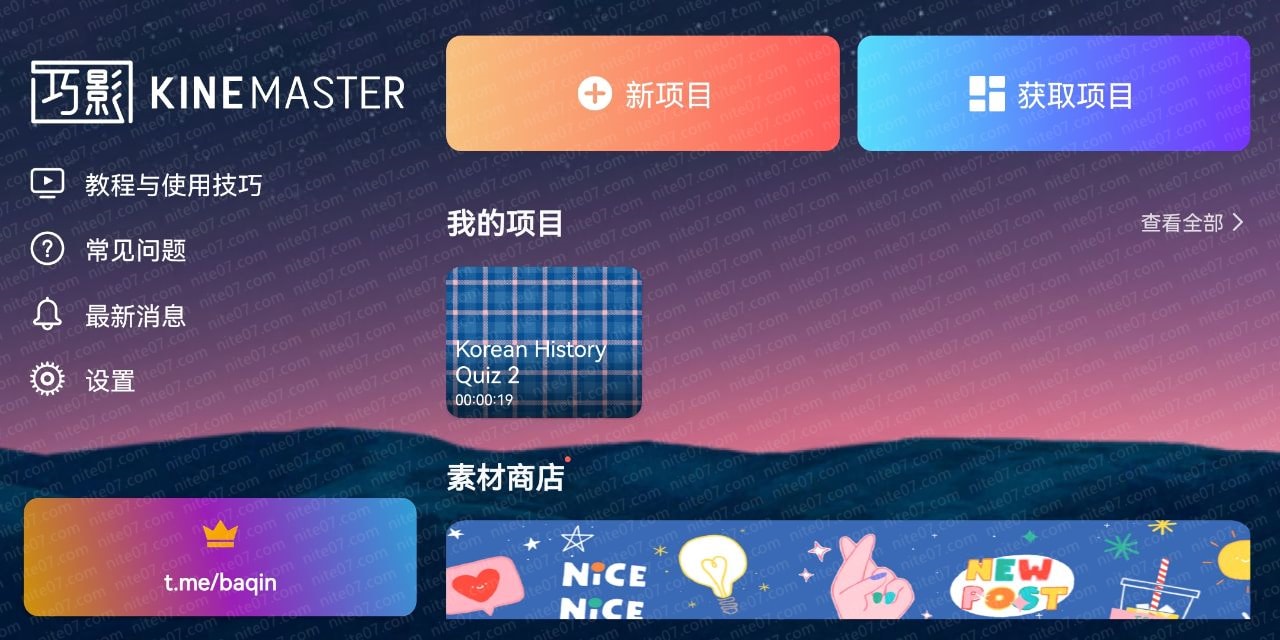 巧影 KINEMASTER
教程与使用技巧
常见问题
最新消息
设置
t.me/baqin
新项目
获取项目
我的项目
查看全部
Korean History
Quiz 2
00:00:19
素材商店
NiCE
NiCE
NEW
POST
nite07.com